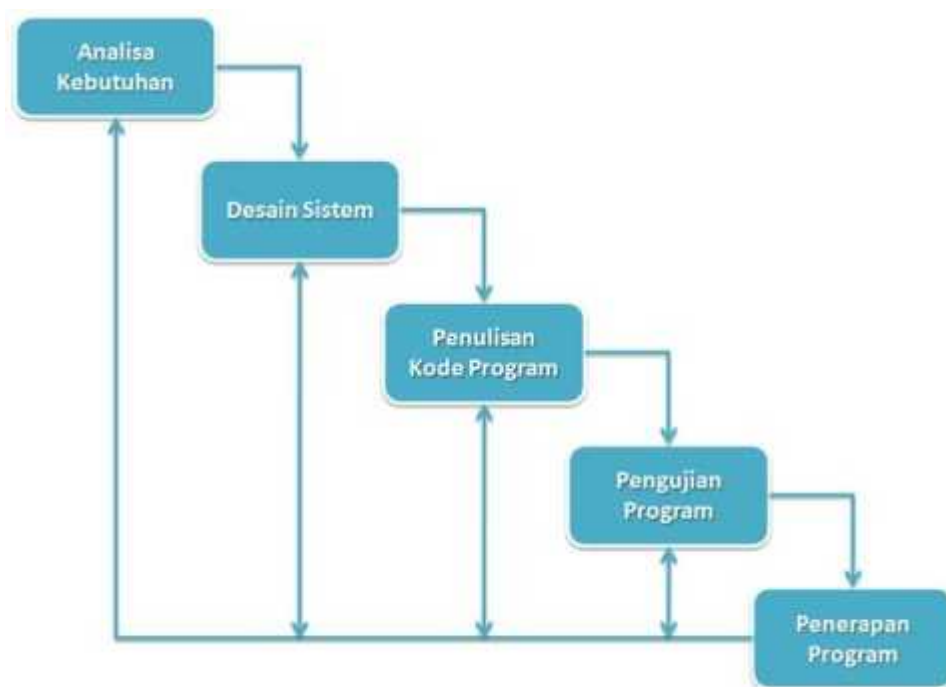 Analisa
Kebutuhan
Desain Sistem
Penulisan
Kode Program
Pengujian
Program
Penerapan
Program